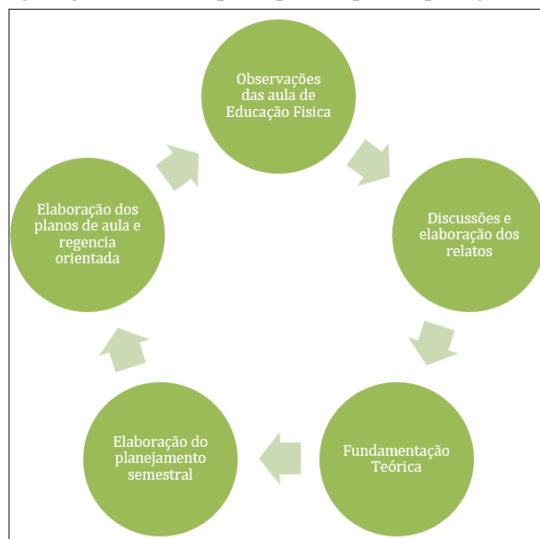 Observações
das aula de
Educação Fisica
Discussões e
elaboração dos
relatos
Fundamentação
Teórica
Elaboração do
planejamento
semestral
Elaboração dos
planos de aula e
regencia
orientada